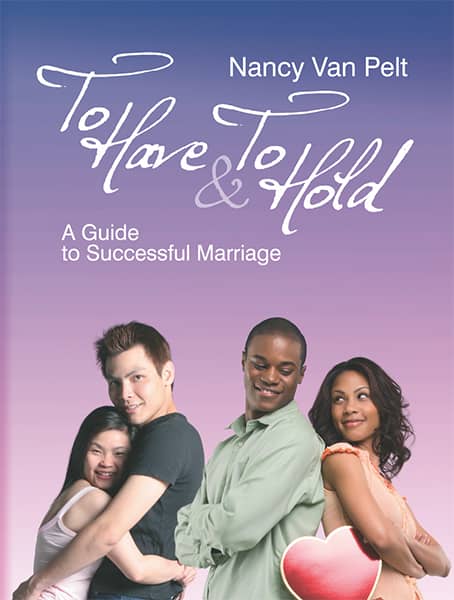 Nancy Van Pelt
To Have & To Hold
A Guide
to Successful Marriage